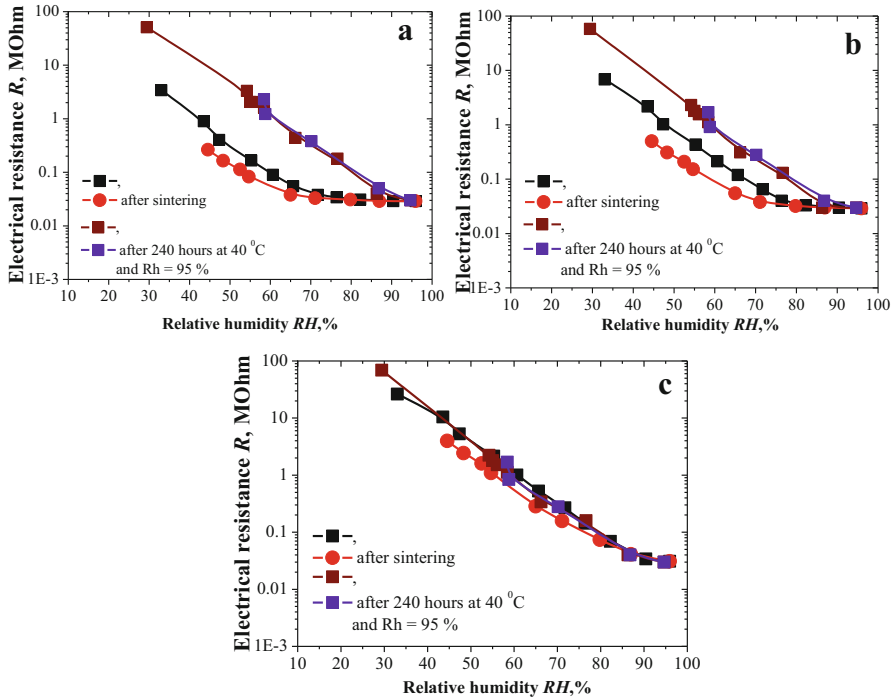 a
100
10
1
0.1
0.01
1E-3
Electrical resistance R, MOhm
,
after sintering
,
after 240 hours at 40 ⁰C
and Rh = 95 %
10 20 30 40 50 60 70 80 90 100
Relative humidity RH,%
b
100
10
1
0.1
0.01
1E-3
Electrical resistance R, MOhm
,
after sintering
,
after 240 hours at 40 ⁰C
and Rh = 95 %
10 20 30 40 50 60 70 80 90 100
Relative humidity RH,%
c
100
10
1
0.1
0.01
1E-3
Electrical resistance R, MOhm
,
after sintering
,
after 240 hours at 40 ⁰C
and Rh = 95 %
10 20 30 40 50 60 70 80 90 100
Relative humidity RH,%